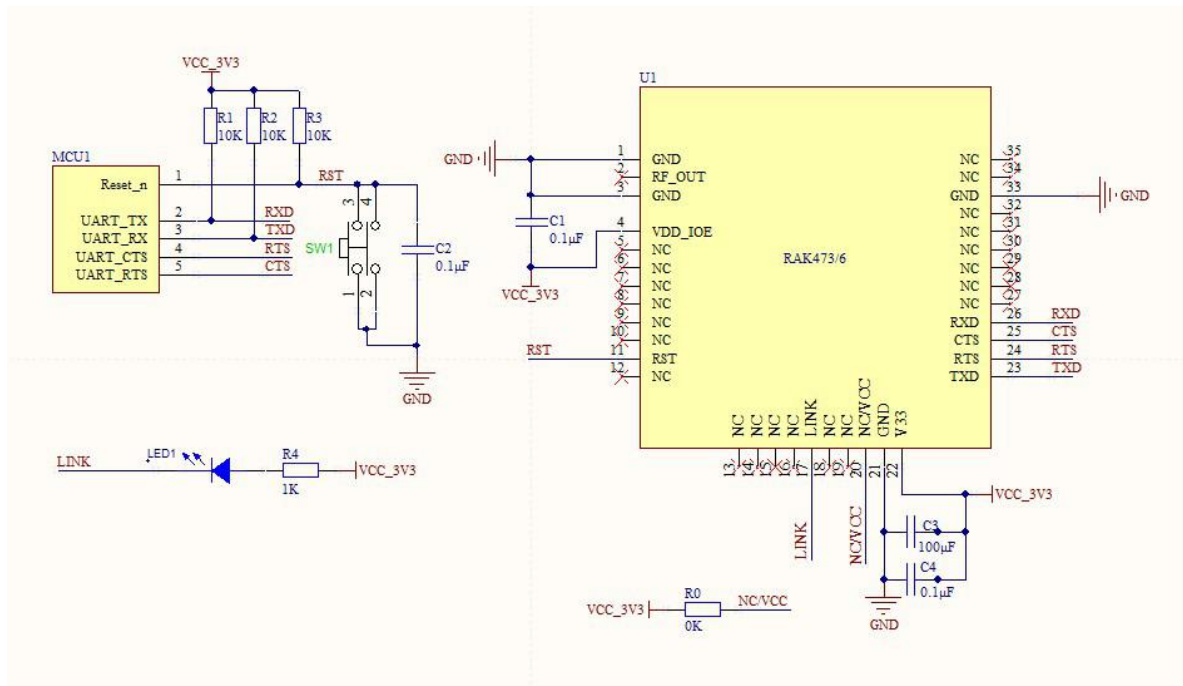 VCC_3V3
R1
10K
R2
10K
R3
10K
MCU1
Reset_n
1
RST
UART_TX
2
RXD
UART_RX
3
TXD
UART_CTS
4
RTS
UART_RTS
5
CTS
3
4
SW1
1
2
C2
0.1µF
GND
LINK
LED1
R4
1K
VCC_3V3
U1
RAK473/6
GND
1
GND
2
RF_OUT
3
GND
C1
0.1µF
4
VDD_IOE
VCC_3V3
5
NC
6
NC
7
NC
8
NC
9
NC
10
NC
RST
11
RST
12
NC
NC
35
NC
34
GND
33
GND
NC
32
NC
31
NC
30
NC
29
NC
28
NC
27
RXD
26
RXD
CTS
25
CTS
RTS
24
RTS
TXD
23
TXD
NC
NC
NC
NC
LINK
NC
NC
NC/VCC
GND
V33
13
14
15
16
17
18
19
20
21
22
LINK
NC/VCC
VCC_3V3
C3
100µF
C4
0.1µF
GND
VCC_3V3
R0
0K
NC/VCC